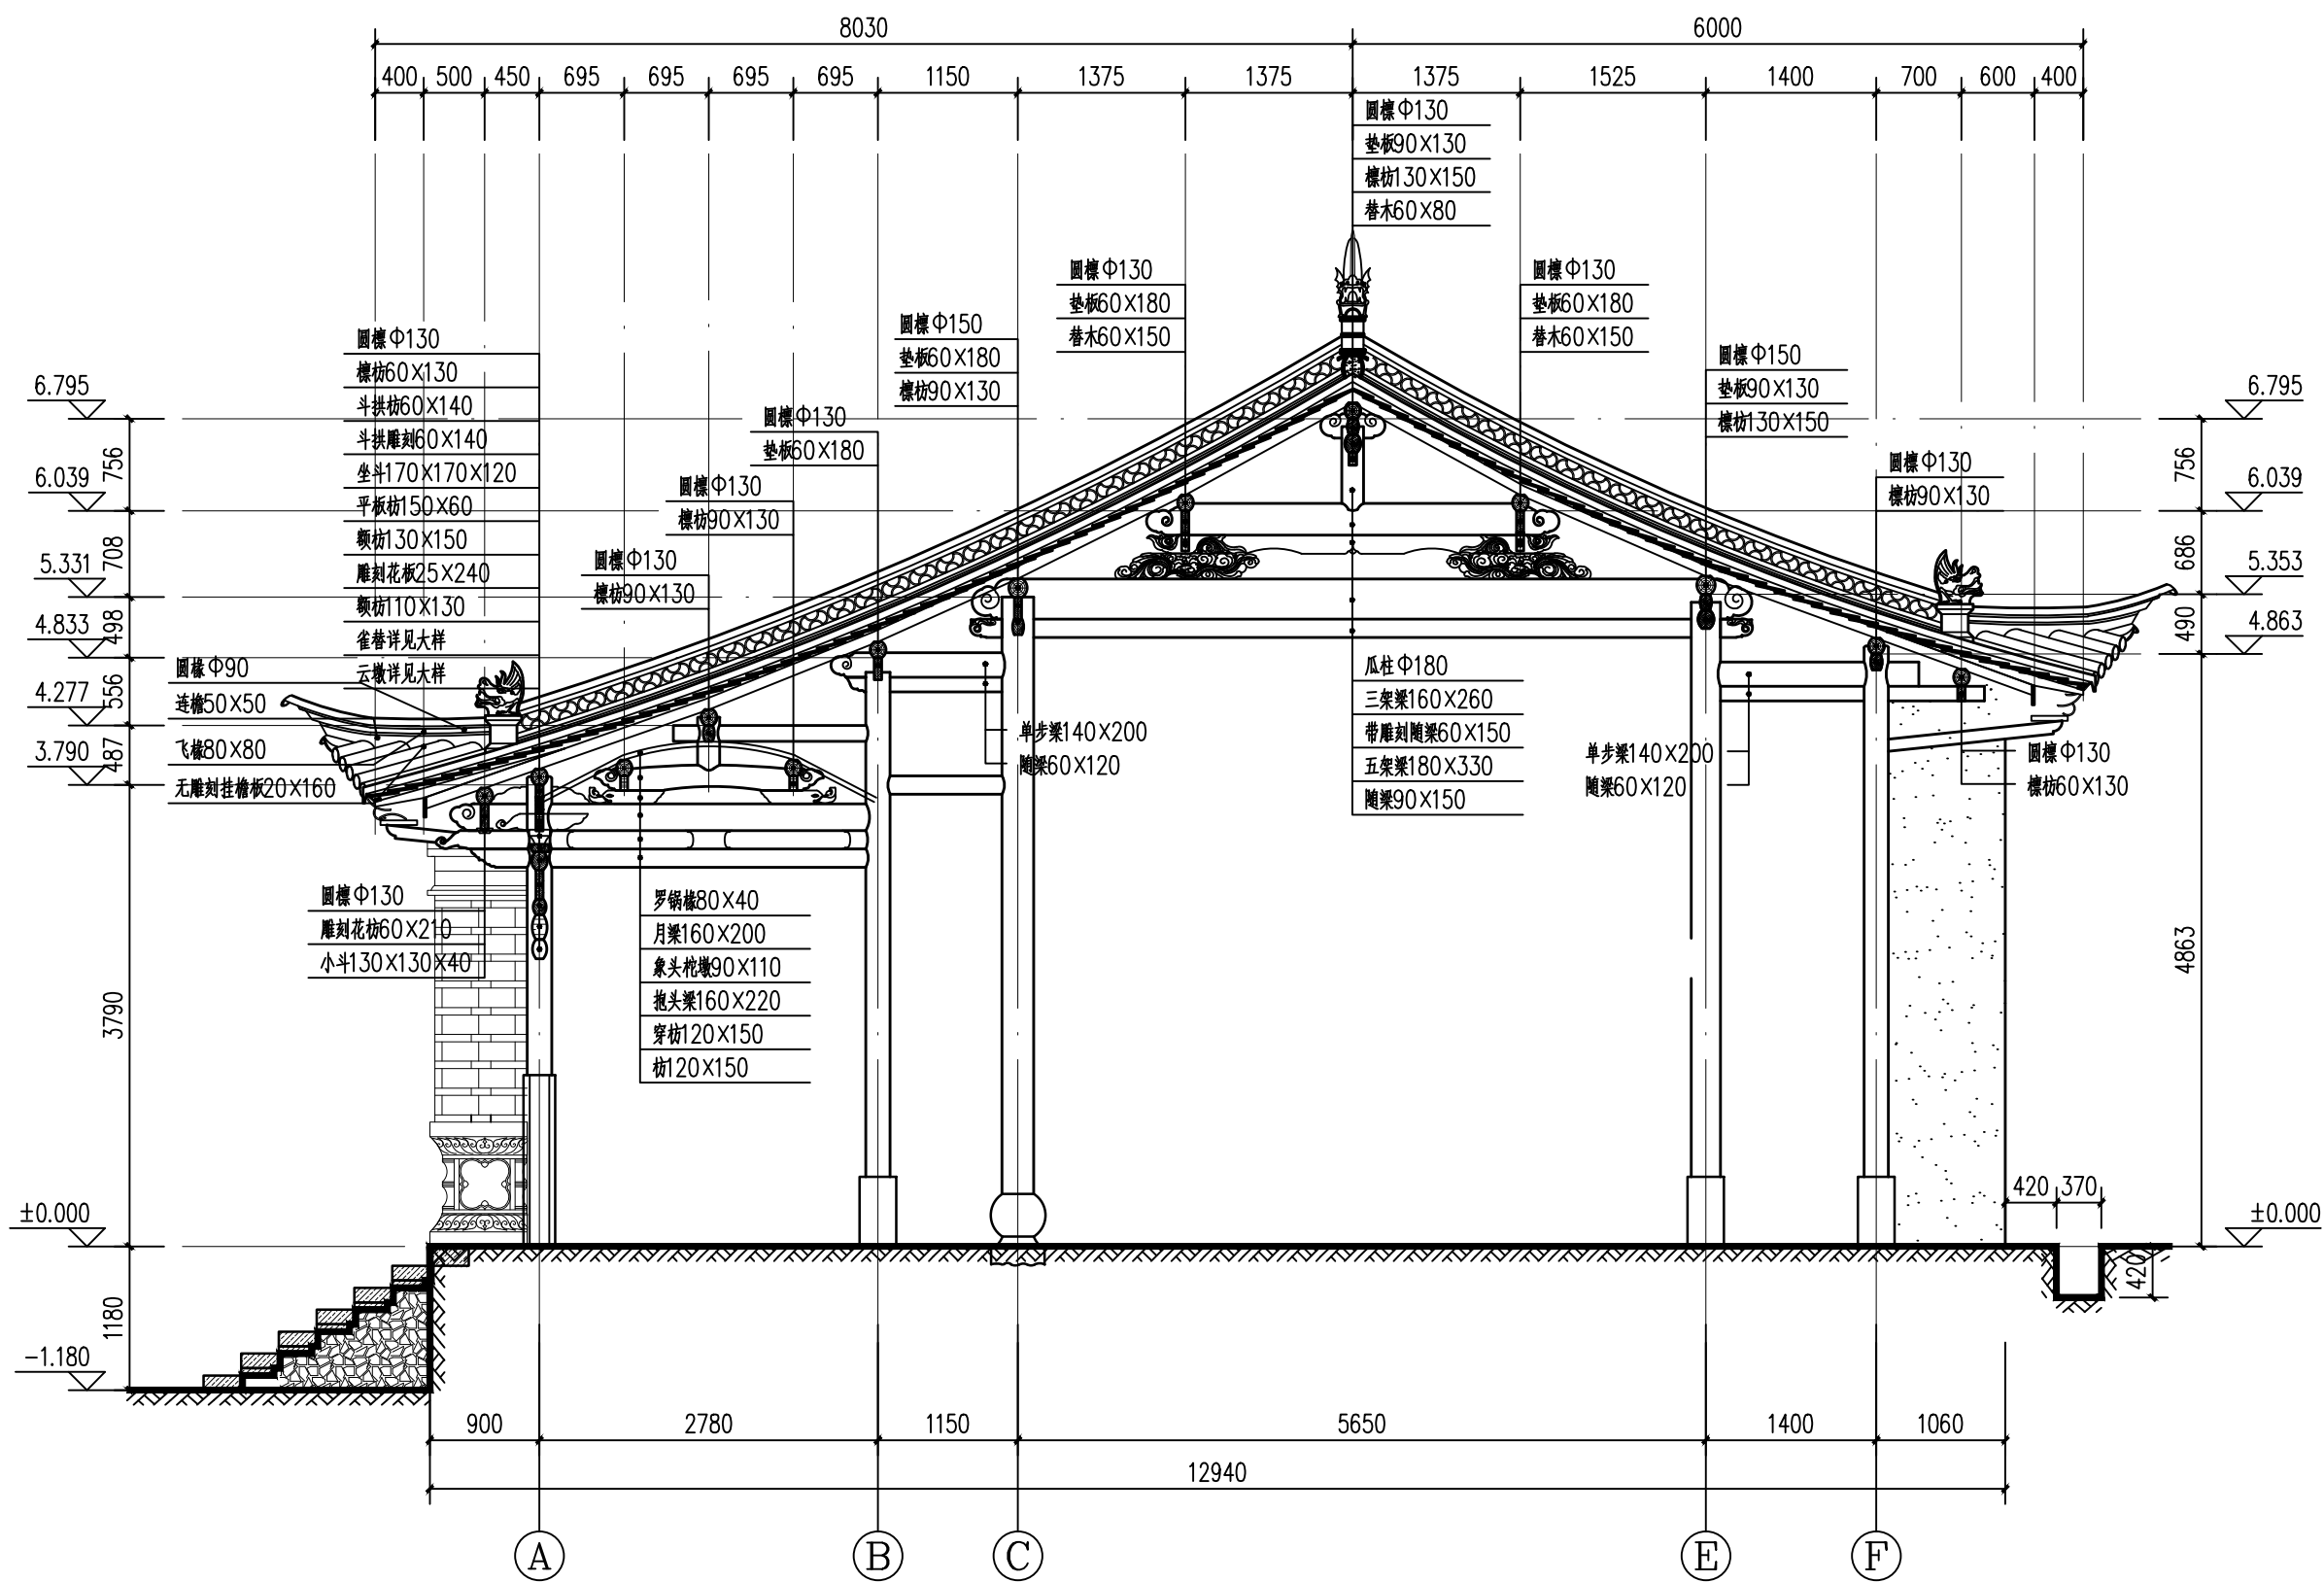 8030
6000
400 500 450 695 695 695 695 1150 1375 1375 1375 1525 1400 700 600 400
圆檩Φ130
垫板90X130
檩枋130X150
替木60X80
圆檩Φ130
垫板60X180
替木60X150
圆檩Φ130
垫板60X180
替木60X150
圆檩Φ150
垫板60X180
檩枋90X130
圆檩Φ150
垫板90X130
檩枋130X150
圆檩Φ130
檩枋60X130
斗拱枋60X140
斗拱雕刻60X140
坐斗170X170X120
平板枋150X60
额枋130X150
雕刻花板25X240
额枋110X130
雀替详见大样
云墩详见大样
圆檩Φ130
垫板60X180
圆檩Φ130
檩枋90X130
圆檩Φ130
檩枋90X130
圆檩Φ130
檩枋90X130
6.795
756
6.039
708
5.331
498
4.833
556
4.277
487
3.790
3790
±0.000
1180
-1.180
6.795
756
6.039
686
5.353
490
4.863
4863
±0.000
圆椽Φ90
连檐50X50
飞椽80X80
无雕刻挂檐板20X160
单步梁140X200
随梁60X120
瓜柱Φ180
三架梁160X260
带雕刻随梁60X150
五架梁180X330
随梁90X150
单步梁140X200
随梁60X120
圆檩Φ130
檩枋60X130
圆檩Φ130
雕刻花枋60X210
小斗130X130X40
罗锅椽80X40
月梁160X200
象头柁墩90X110
抱头梁160X220
穿枋120X150
枋120X150
420 370
420
900 2780 1150 5650 1400 1060
12940
A B C E F